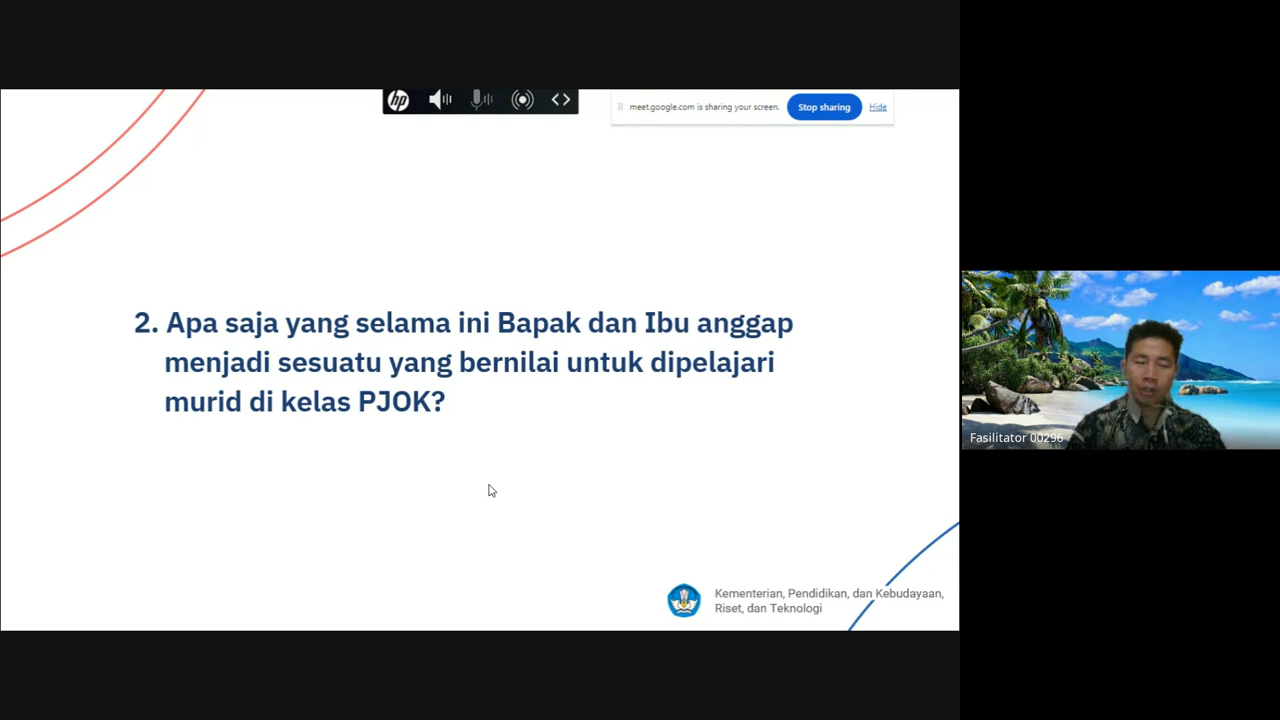 hp
meet.google.com is sharing your screen.
Stop sharing
Hide
2. Apa saja yang selama ini Bapak dan Ibu anggap
menjadi sesuatu yang bernilai untuk dipelajari
murid di kelas PJOK?
Fasilitator 00296
Kementerian, Pendidikan, dan Kebudayaan,
Riset, dan Teknologi